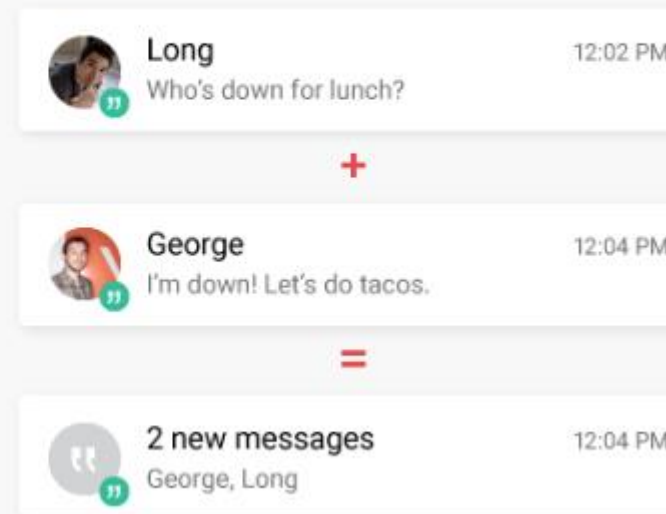 Long 12:02 PM
Who's down for lunch?
+
George 12:04 PM
I'm down! Let's do tacos.
=
2 new messages 12:04 PM
George, Long